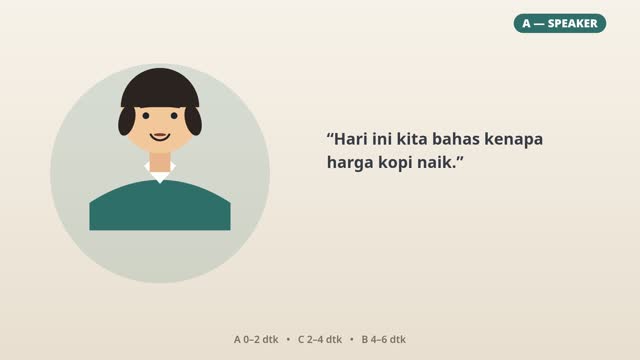 A — SPEAKER
“Hari ini kita bahas kenapa
harga kopi naik.”
A 0–2 dtk • C 2–4 dtk • B 4–6 dtk